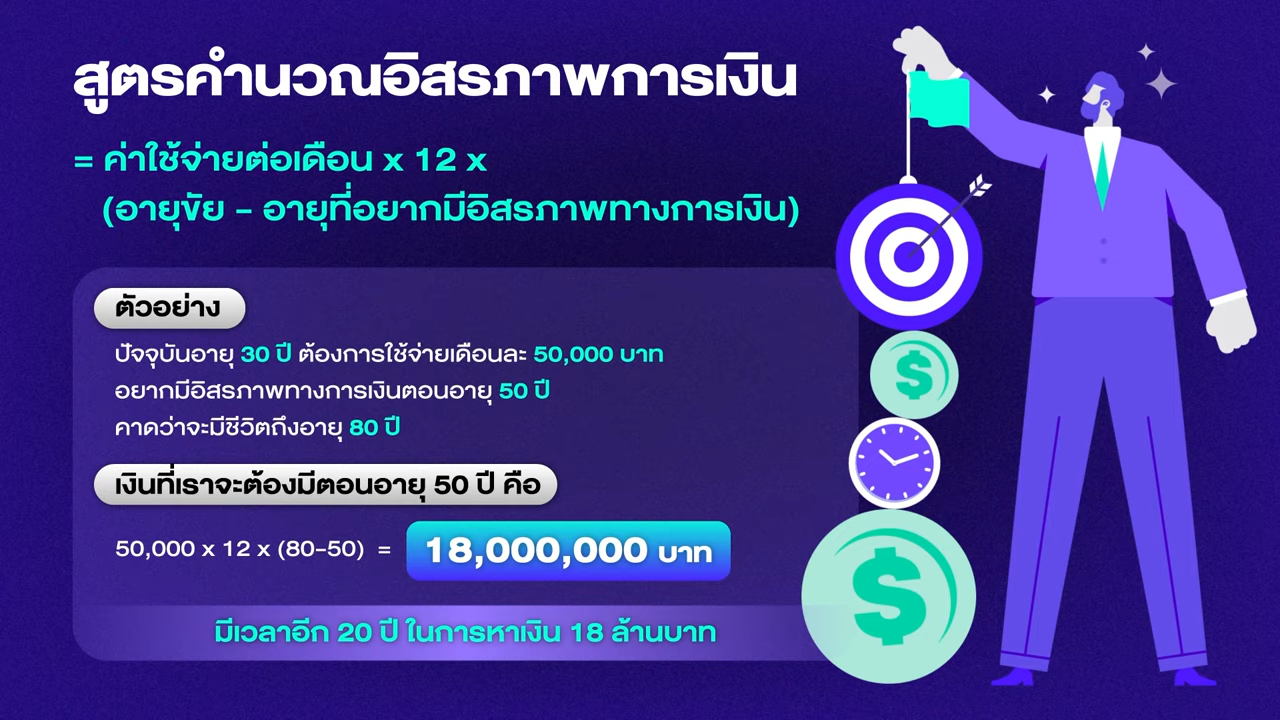 สูตรคำนวณอิสรภาพการเงิน
= ค่าใช้จ่ายต่อเดือน x 12 x
(อายุขัย - อายุที่อยากมีอิสรภาพทางการเงิน)
ตัวอย่าง
ปัจจุบันอายุ 30 ปี ต้องการใช้จ่ายเดือนละ 50,000 บาท
อยากมีอิสรภาพทางการเงินตอนอายุ 50 ปี
คาดว่าจะมีชีวิตถึงอายุ 80 ปี
เงินที่เราจะต้องมีตอนอายุ 50 ปี คือ
50,000 x 12 x (80-50) = 18,000,000 บาท
มีเวลาอีก 20 ปี ในการหาเงิน 18 ล้านบาท
$
$